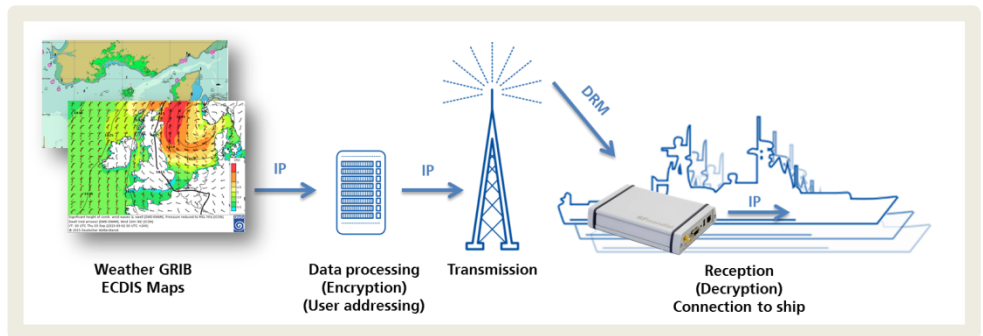 IP
IP
DRM
IP
Weather GRIB
ECDIS Maps
Data processing
(Encryption)
(User addressing)
Transmission
Reception
(Decryption)
Connection to ship